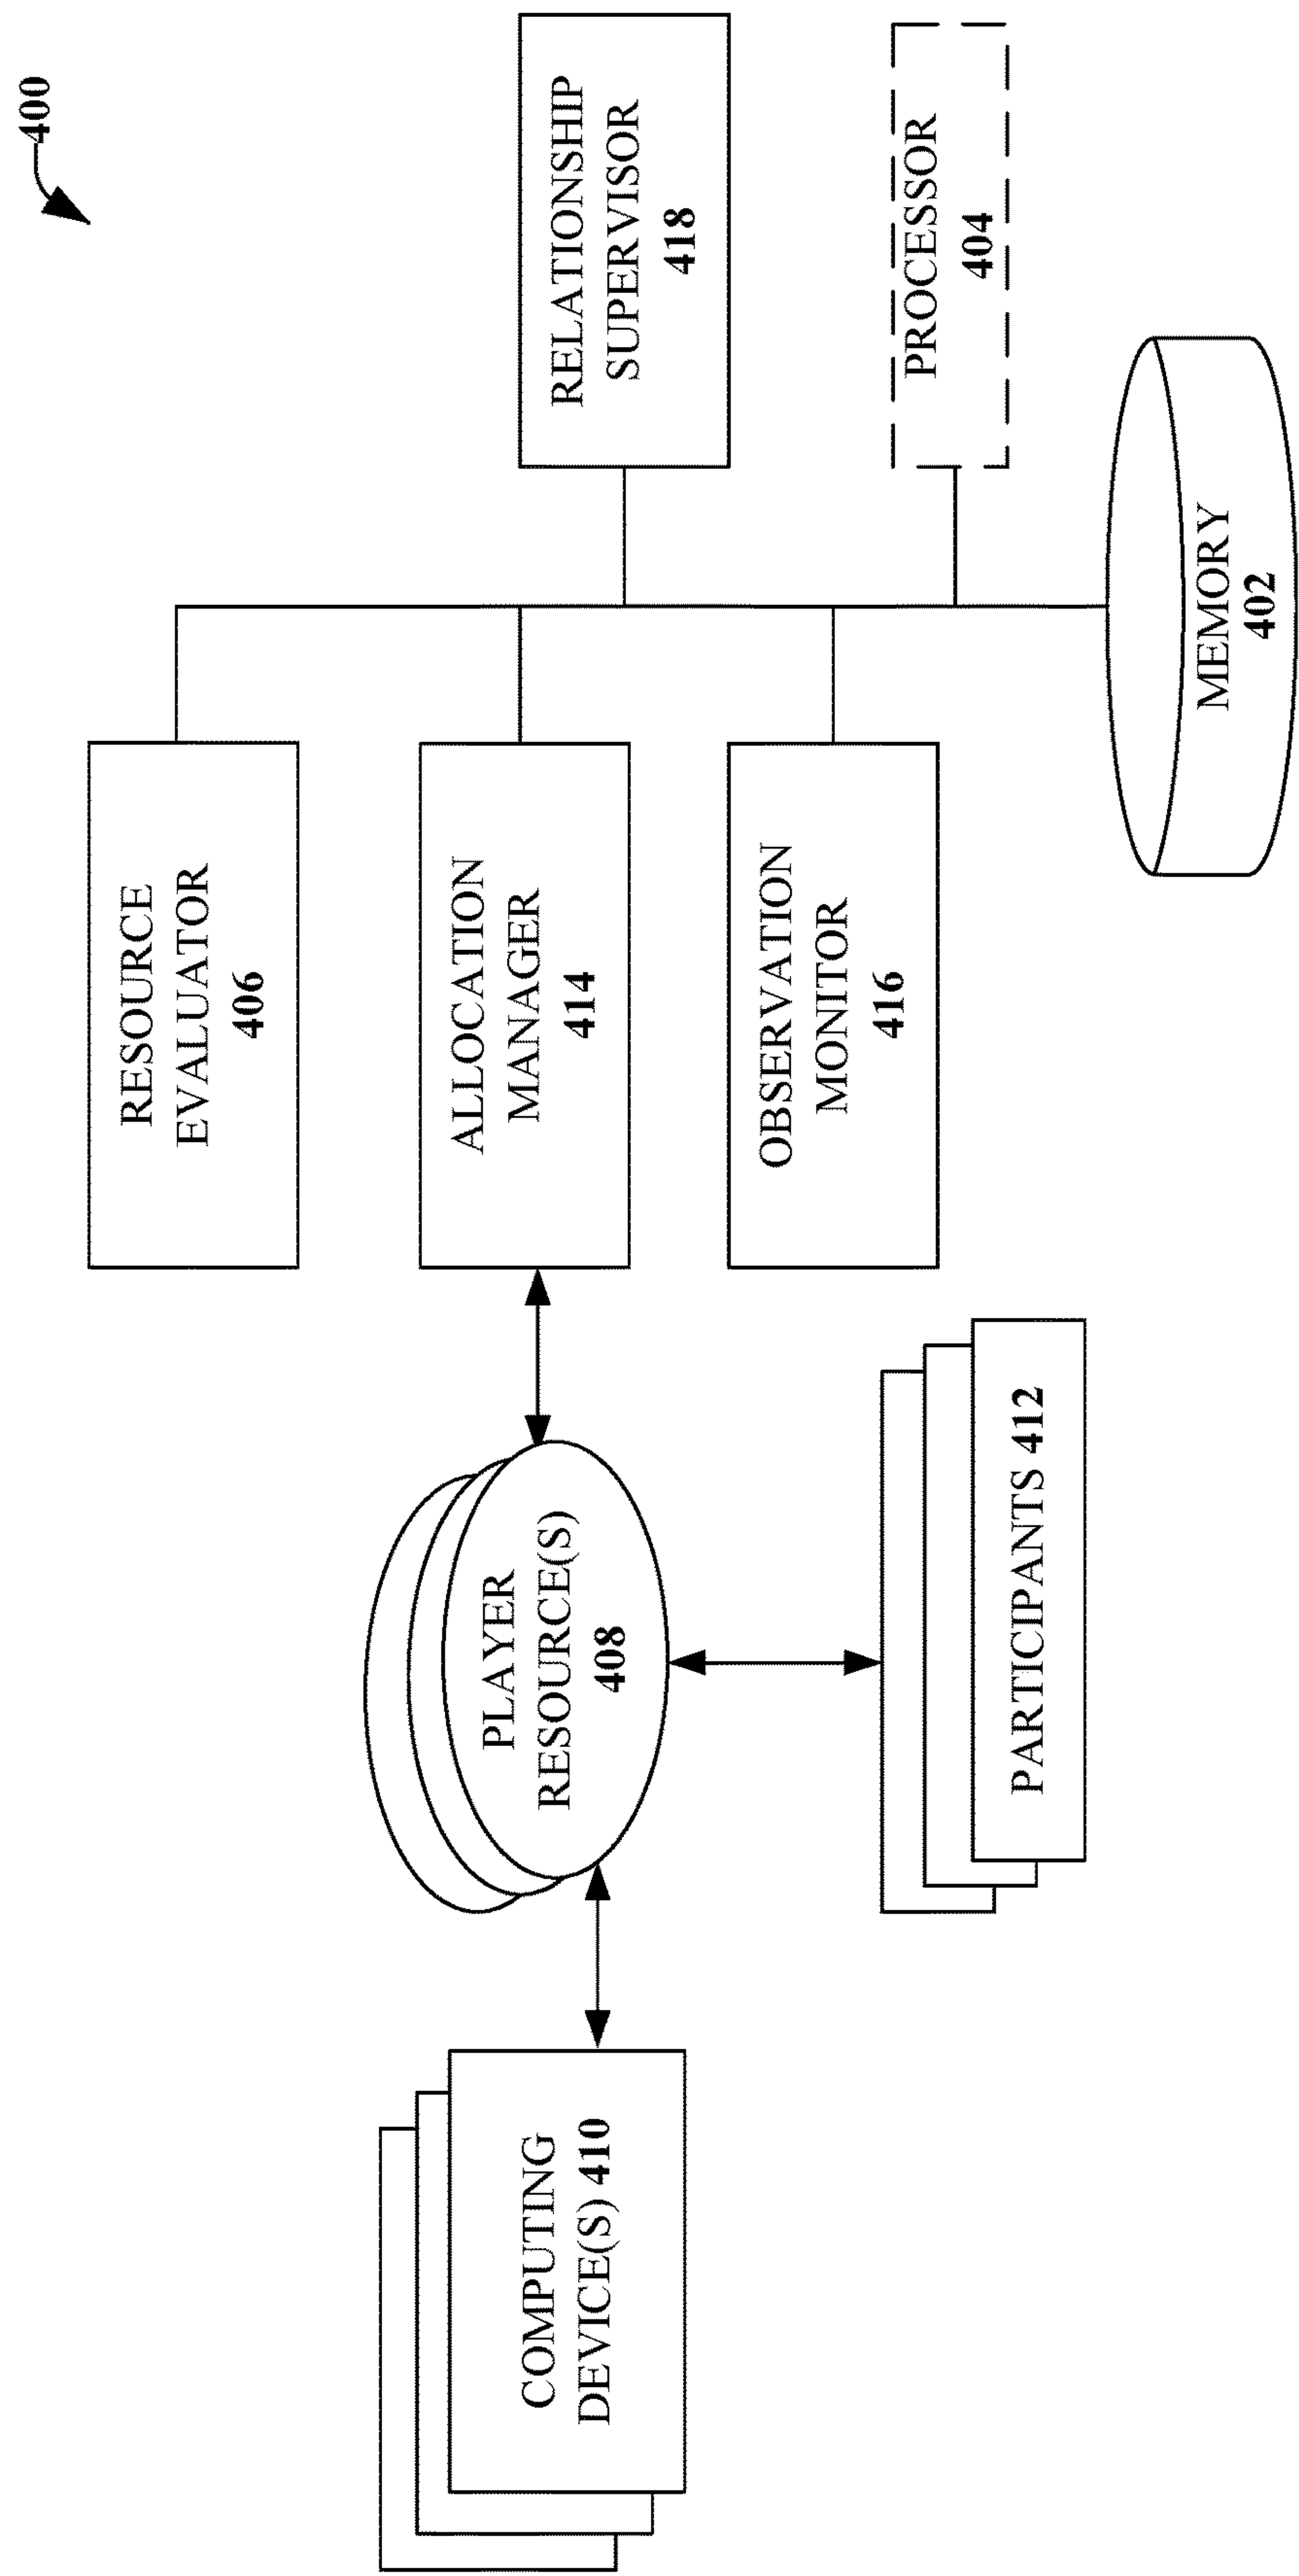 400
RESOURCE
EVALUATOR
406
RELATIONSHIP
SUPERVISOR
418
COMPUTING
DEVICE(S) 410
PLAYER
RESOURCE(S)
408
ALLOCATION
MANAGER
414
OBSERVATION
MONITOR
416
PROCESSOR
404
PARTICIPANTS 412
MEMORY
402